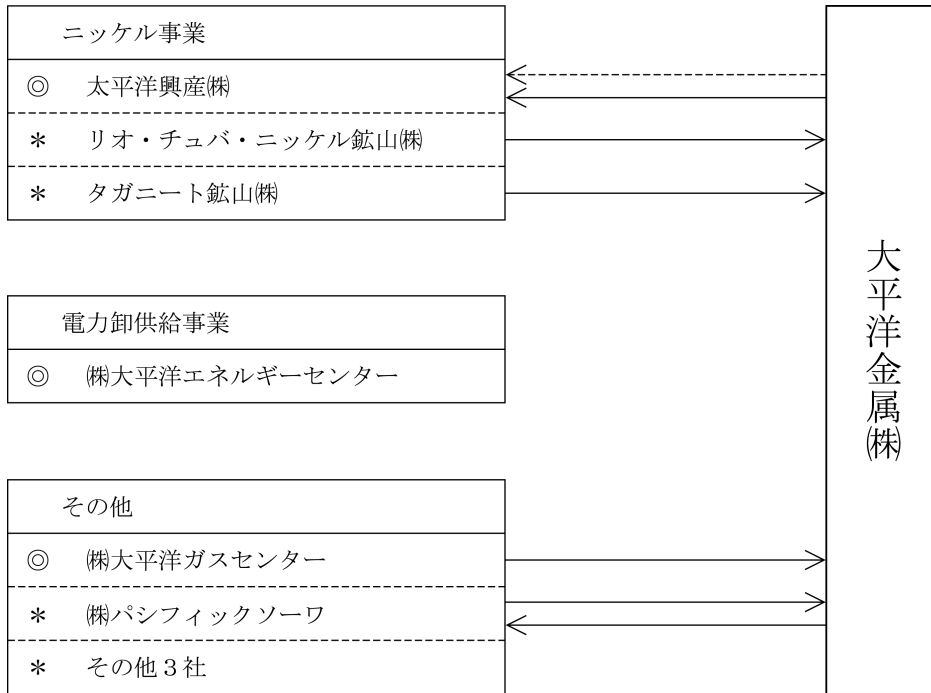 ニッケル事業
◎ 太平洋興産㈱
＊ リオ・チュバ・ニッケル鉱山㈱
＊ タガニート鉱山㈱
電力卸供給事業
◎ ㈱大平洋エネルギーセンター
その他
◎ ㈱大平洋ガスセンター
＊ ㈱パシフィックソーワ
＊ その他３社
大平洋金属㈱